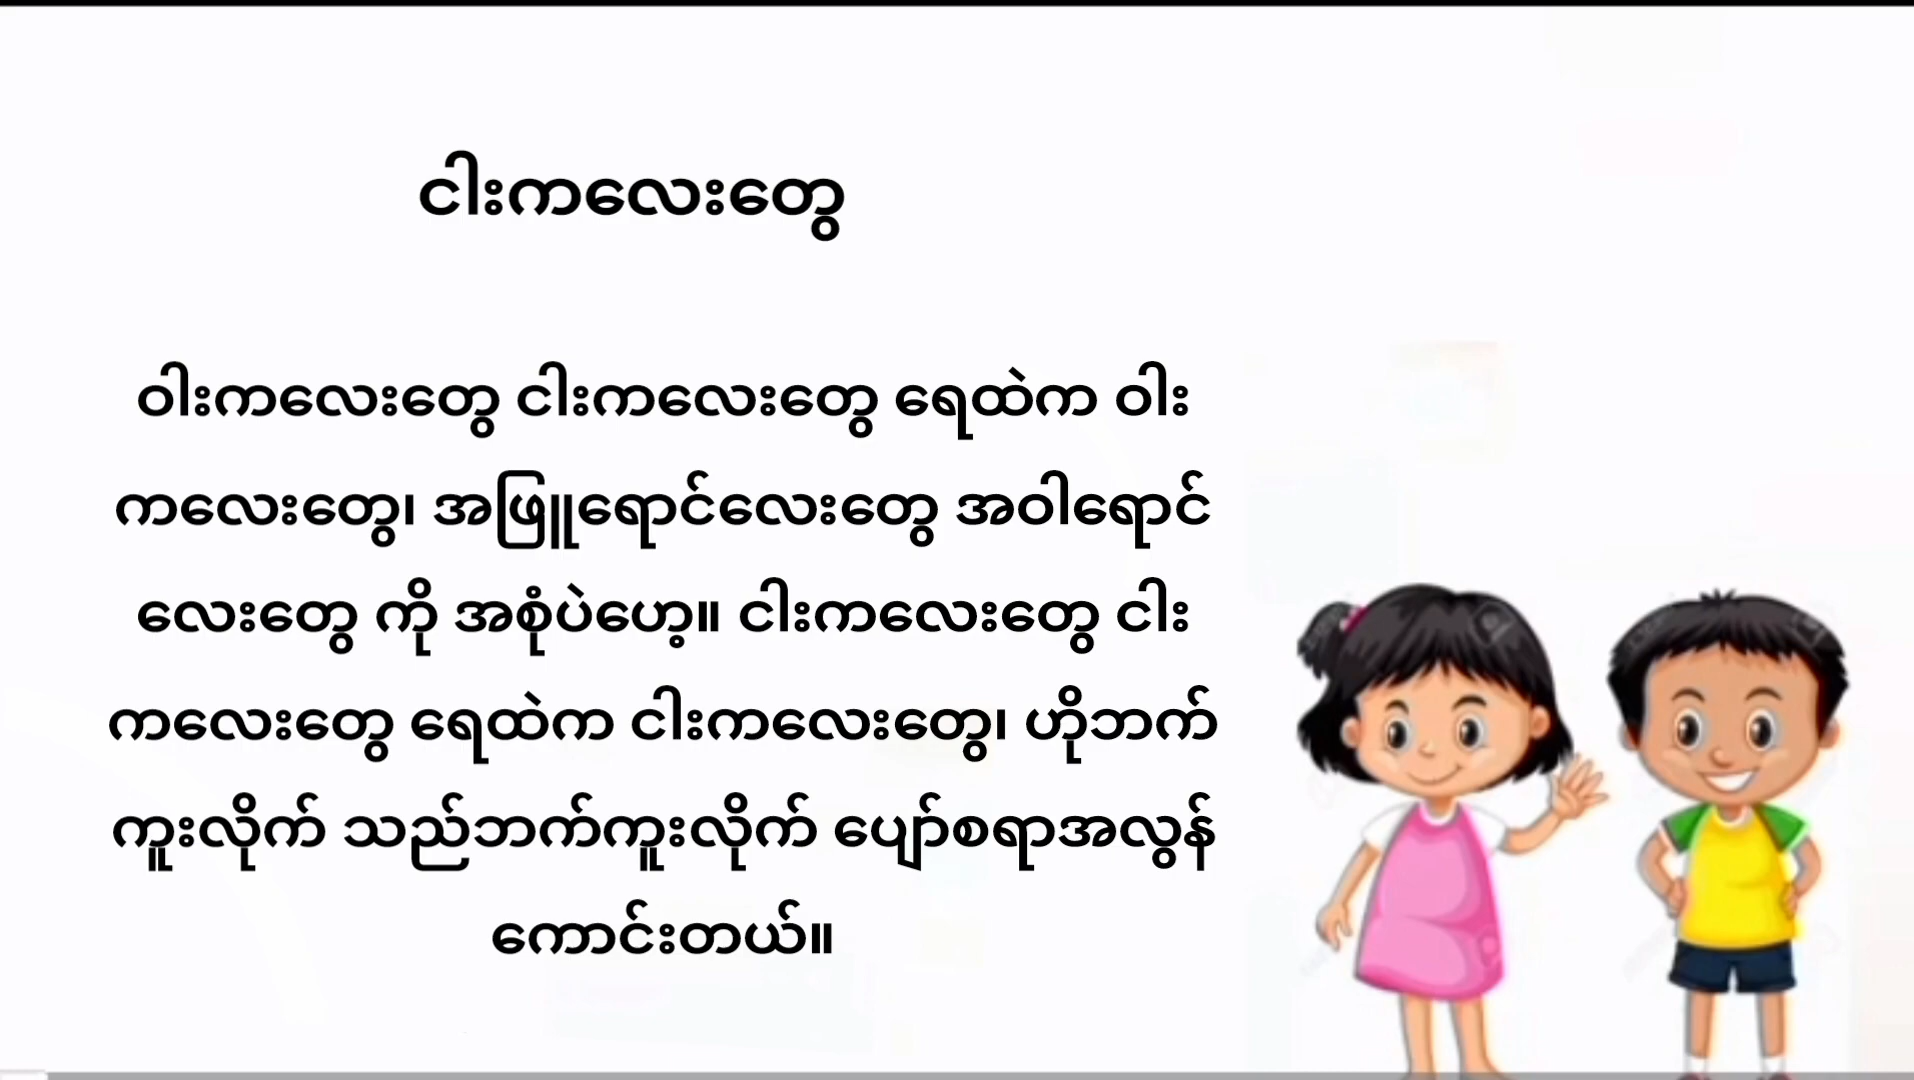 ငါးကလေးတွေ
ဝါးကလေးတွေ ငါးကလေးတွေ ရေထဲက ဝါး
ကလေးတွေ၊ အဖြူရောင်လေးတွေ အဝါရောင်
လေးတွေ ကို အစုံပဲဟေ့။ ငါးကလေးတွေ ငါး
ကလေးတွေ ရေထဲက ငါးကလေးတွေ၊ ဟိုဘက်
ကူးလိုက် သည်ဘက်ကူးလိုက် ပျော်စရာအလွန်
ကောင်းတယ်။